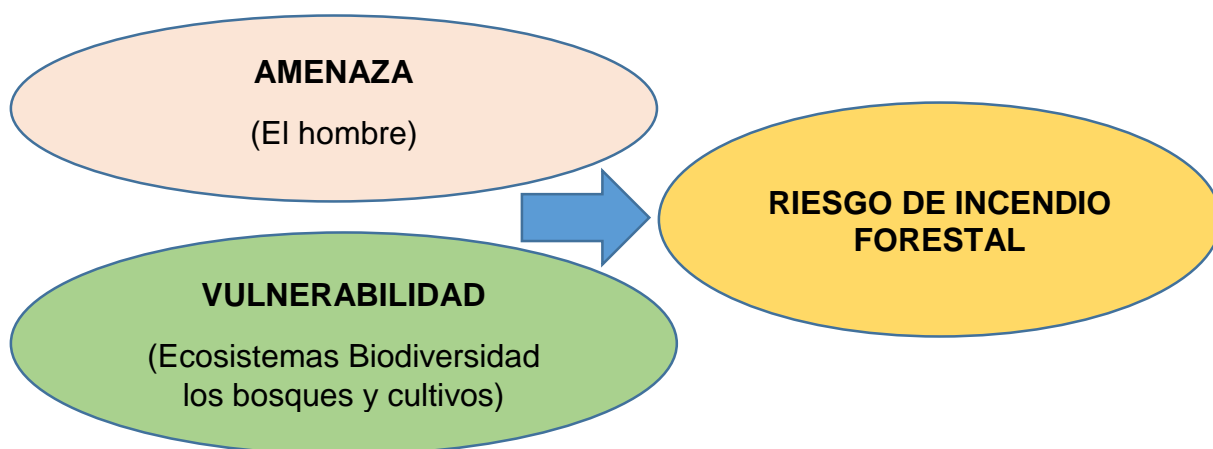 AMENAZA
(El hombre)
VULNERABILIDAD
(Ecosistemas Biodiversidad
los bosques y cultivos)
RIESGO DE INCENDIO
FORESTAL